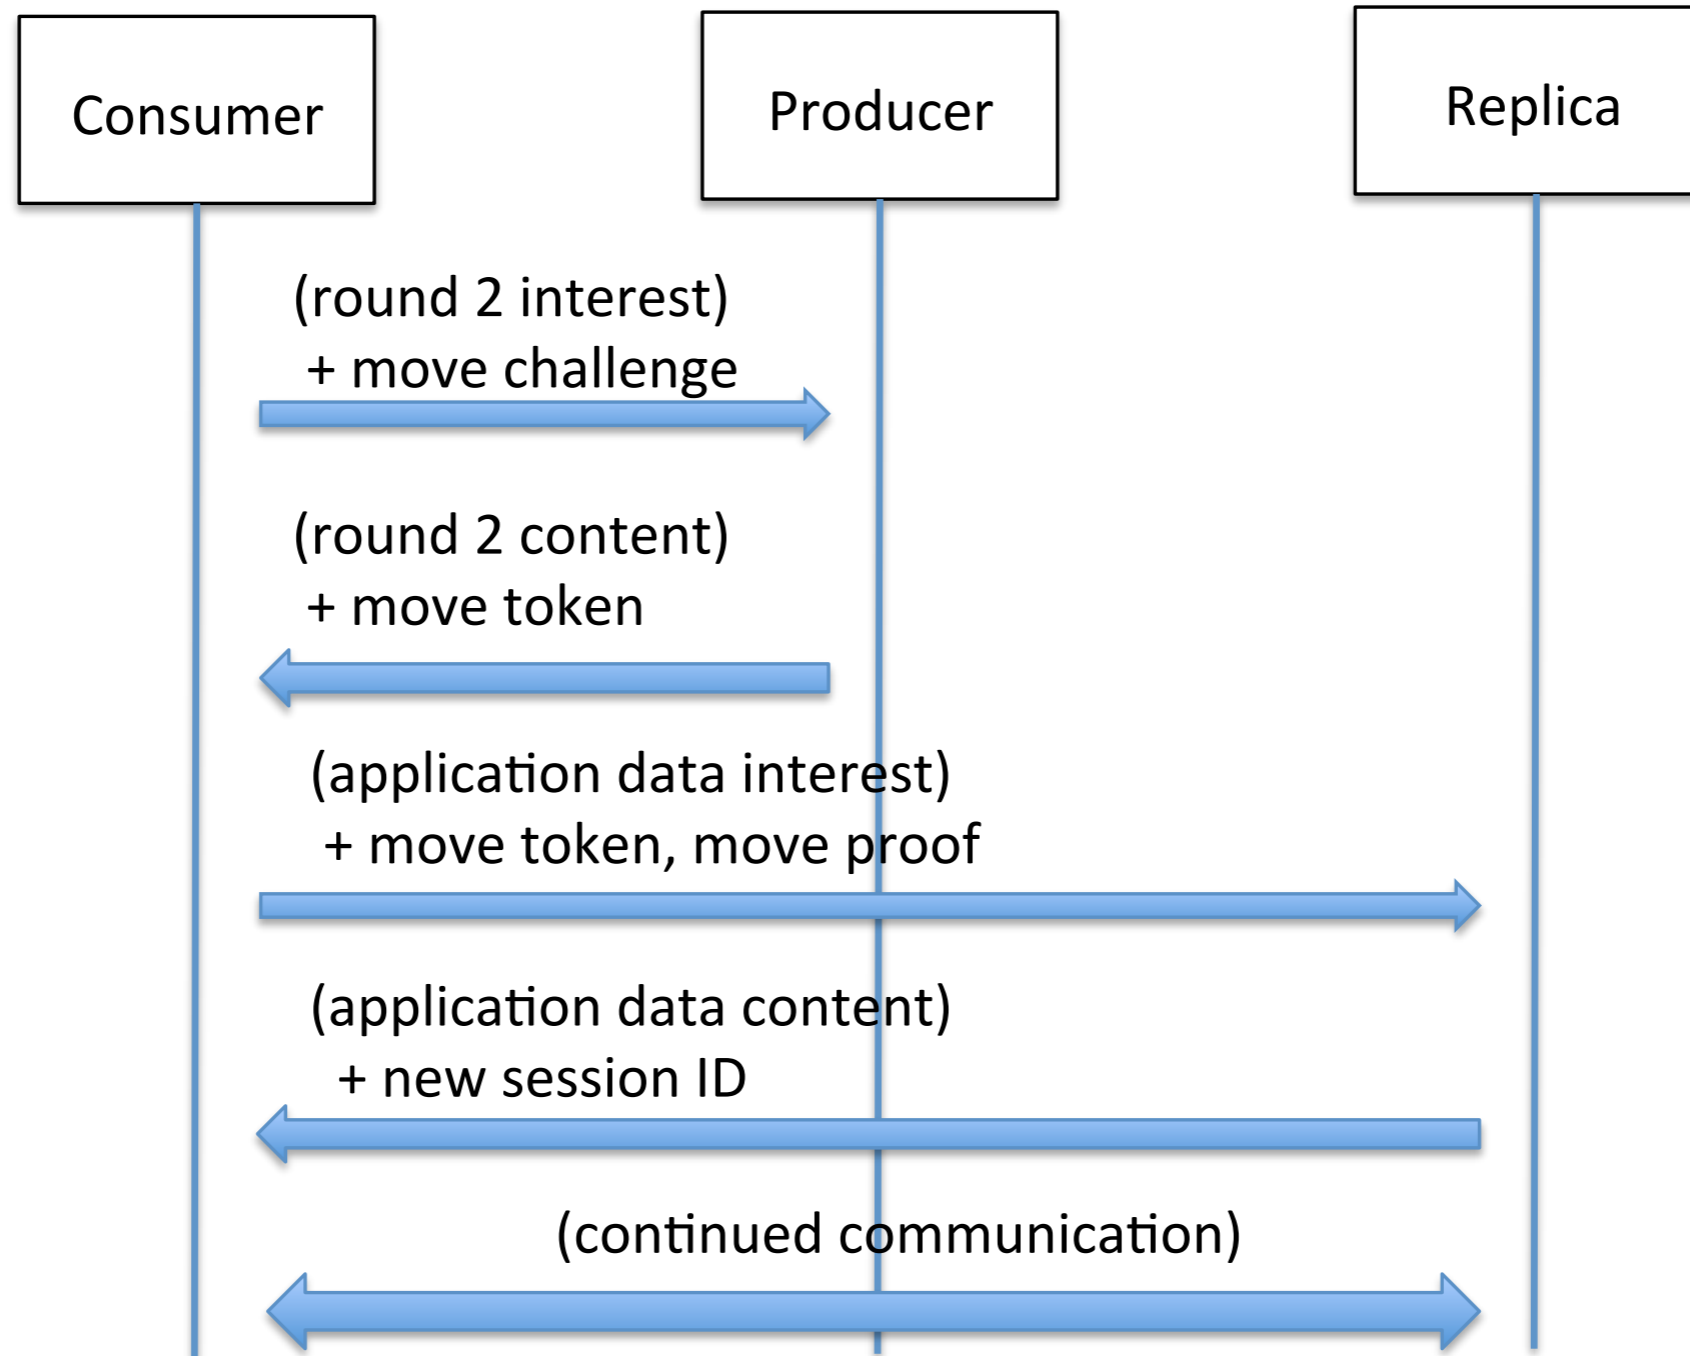 Consumer
Producer
Replica
(round 2 interest)
+ move challenge
(round 2 content)
+ move token
(application data interest)
+ move token, move proof
(application data content)
+ new session ID
(continued communication)